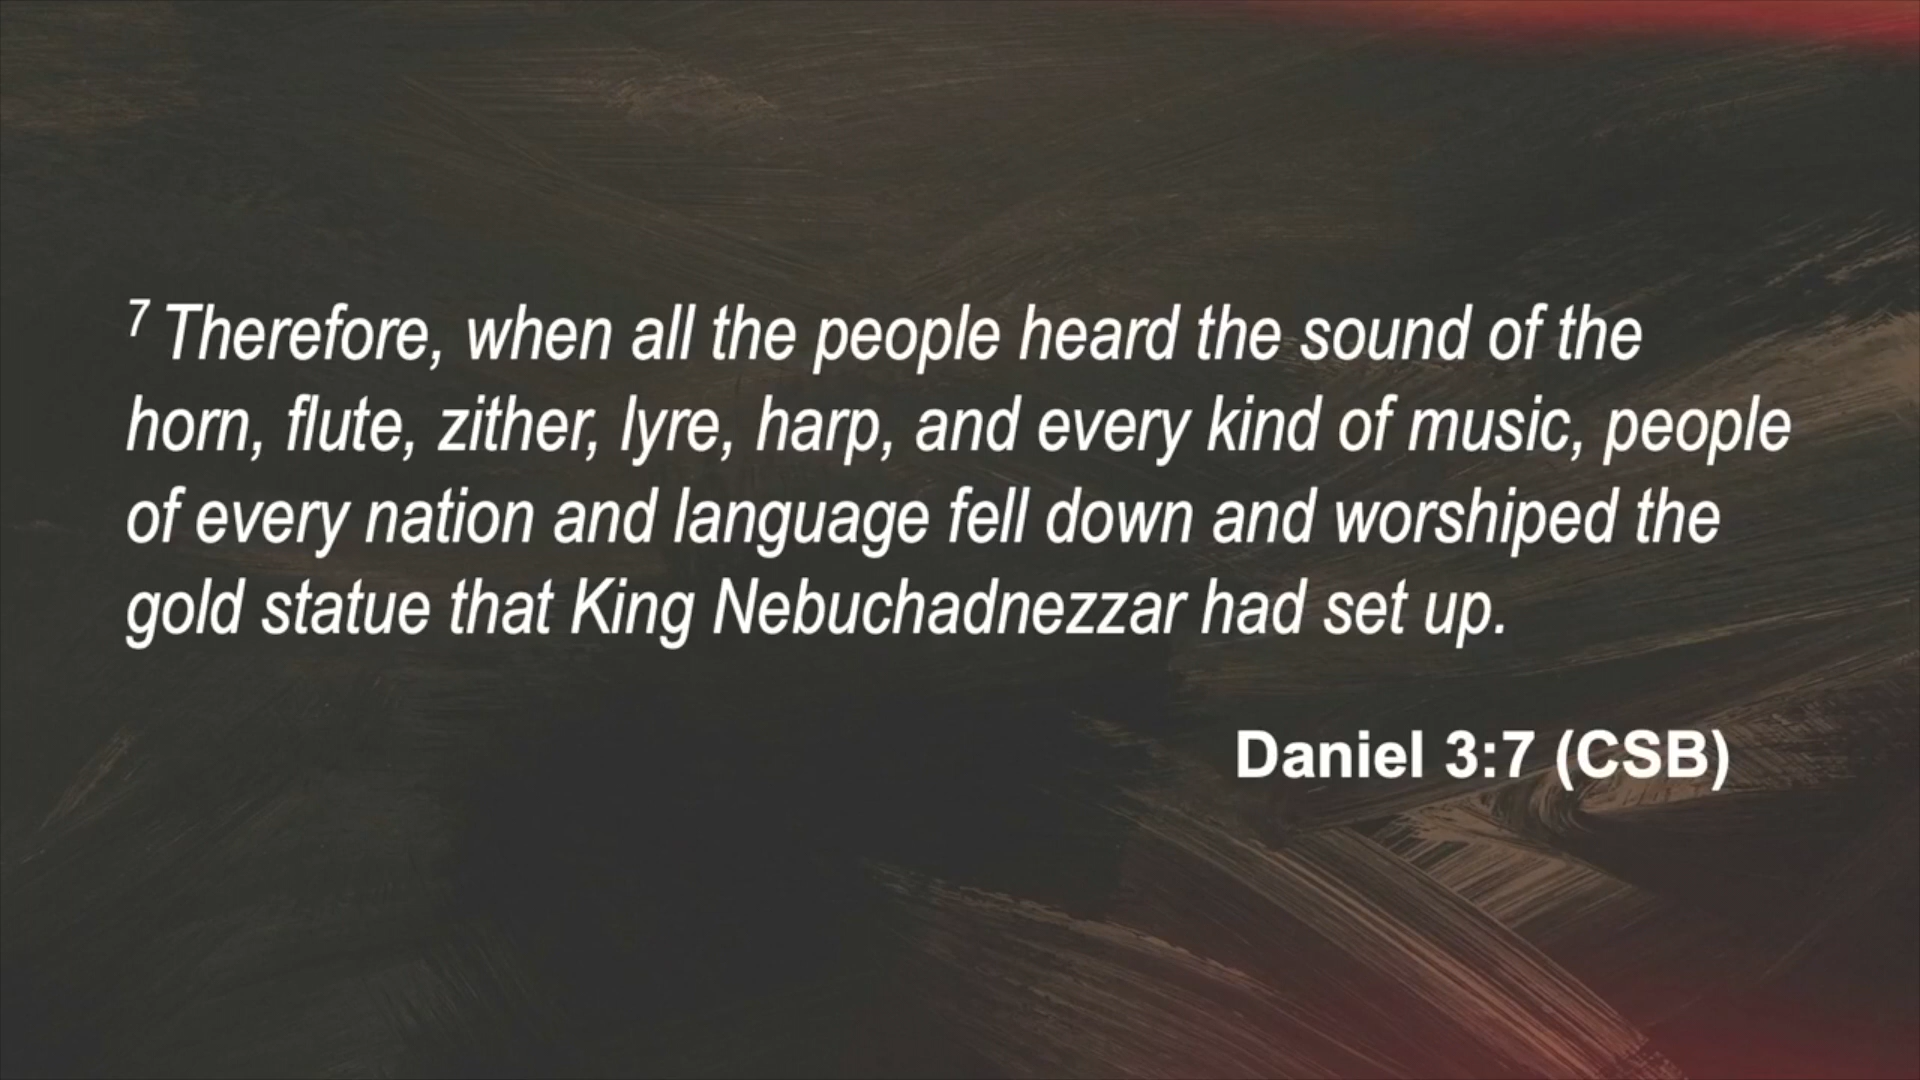 7 Therefore, when all the people heard the sound of the
horn, flute, zither, lyre, harp, and every kind of music, people
of every nation and language fell down and worshiped the
gold statue that King Nebuchadnezzar had set up.
Daniel 3:7 (CSB)